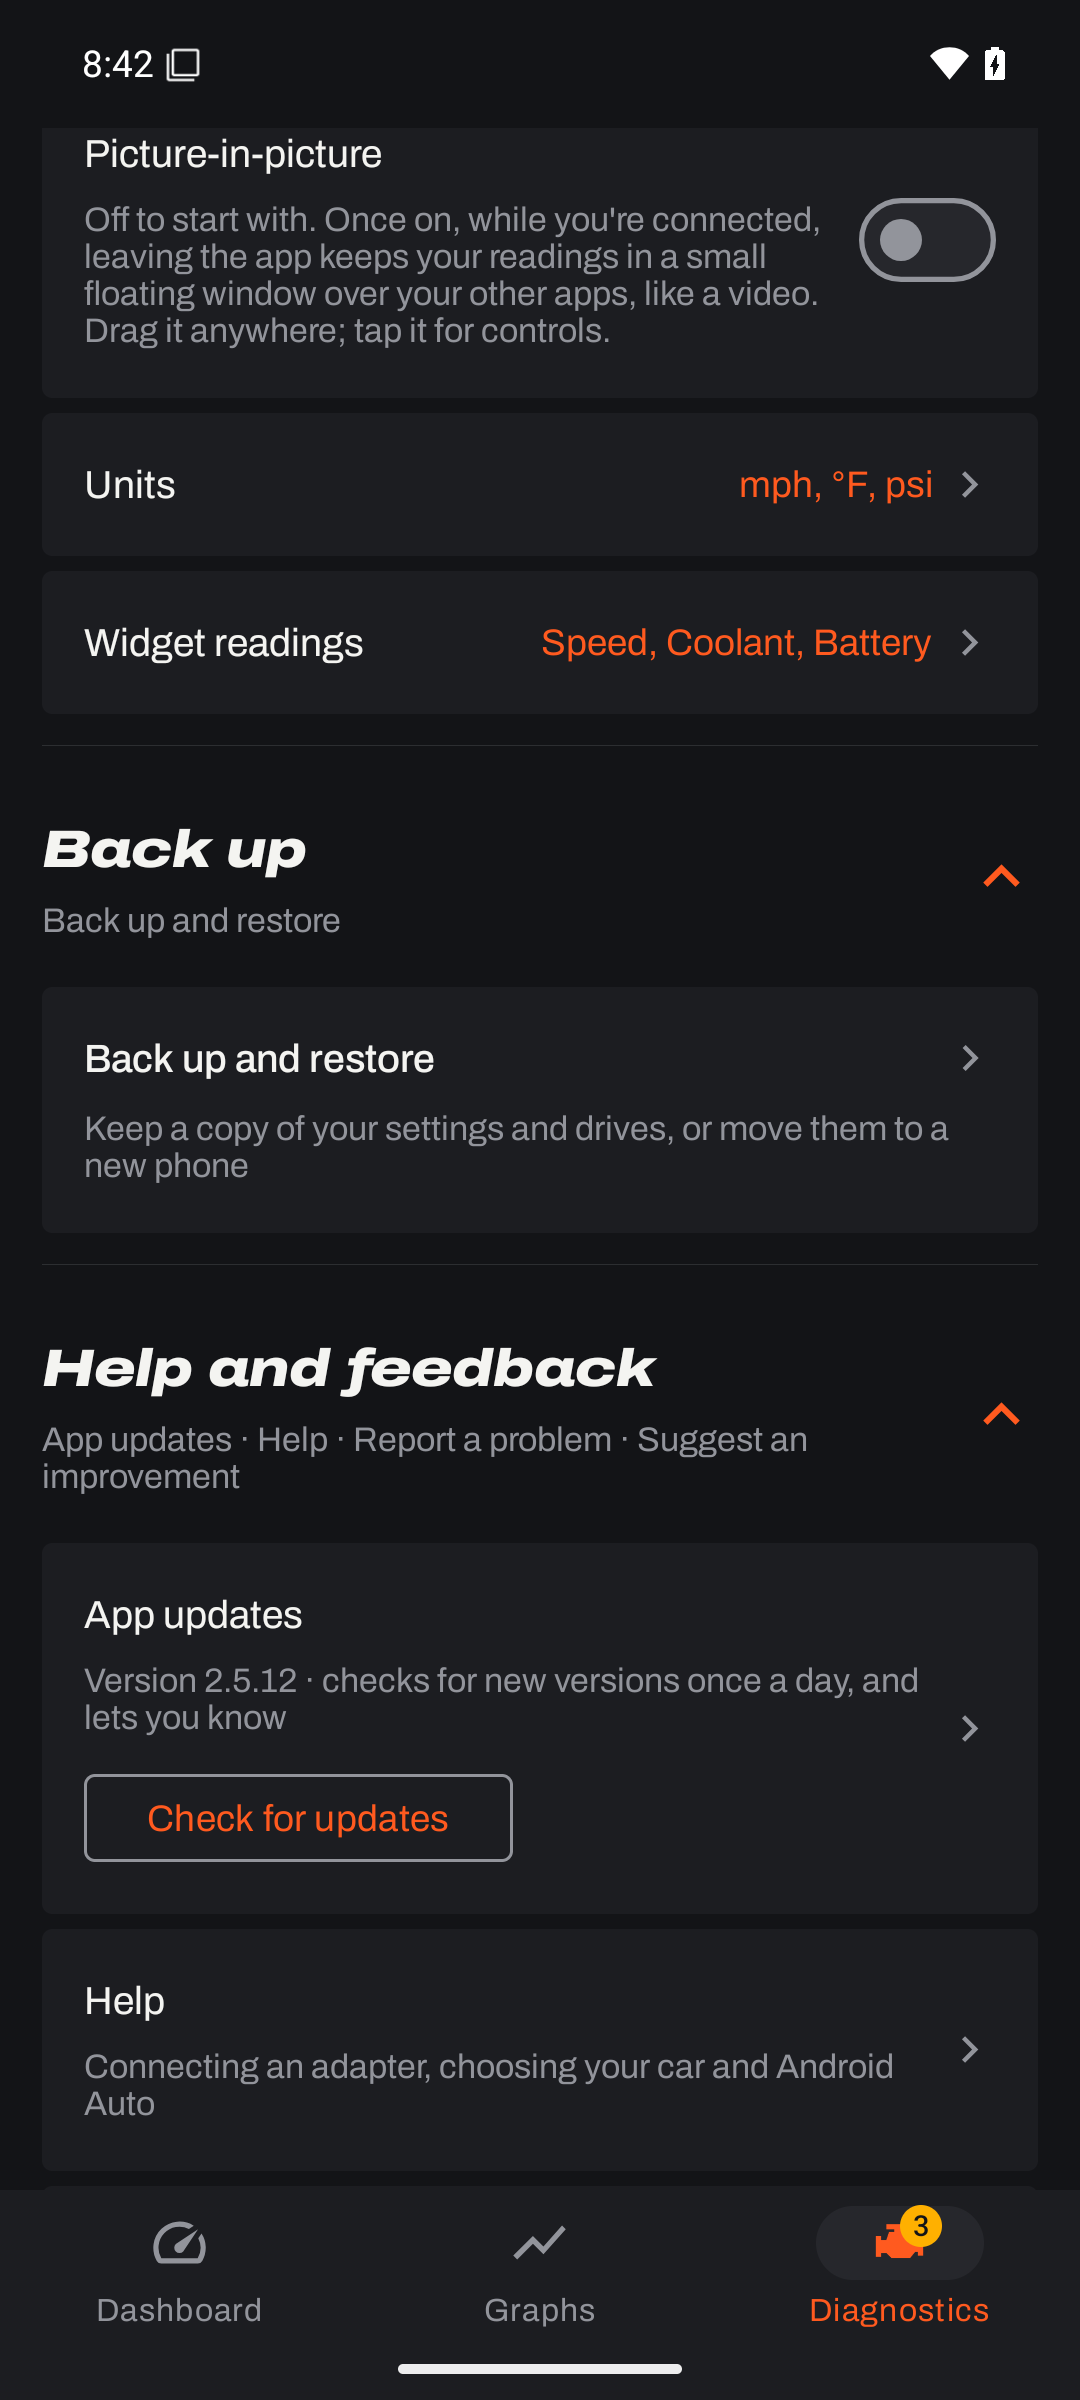 8:42
Picture-in-picture
Off to start with. Once on, while you're connected,
leaving the app keeps your readings in a small
floating window over your other apps, like a video.
Drag it anywhere; tap it for controls.
Units
mph, °F, psi
Widget readings
Speed, Coolant, Battery
Back up
Back up and restore
Back up and restore
Keep a copy of your settings and drives, or move them to a
new phone
Help and feedback
App updates · Help · Report a problem · Suggest an
improvement
App updates
Version 2.5.12 · checks for new versions once a day, and
lets you know
Check for updates
Help
Connecting an adapter, choosing your car and Android
Auto
3
Dashboard
Graphs
Diagnostics